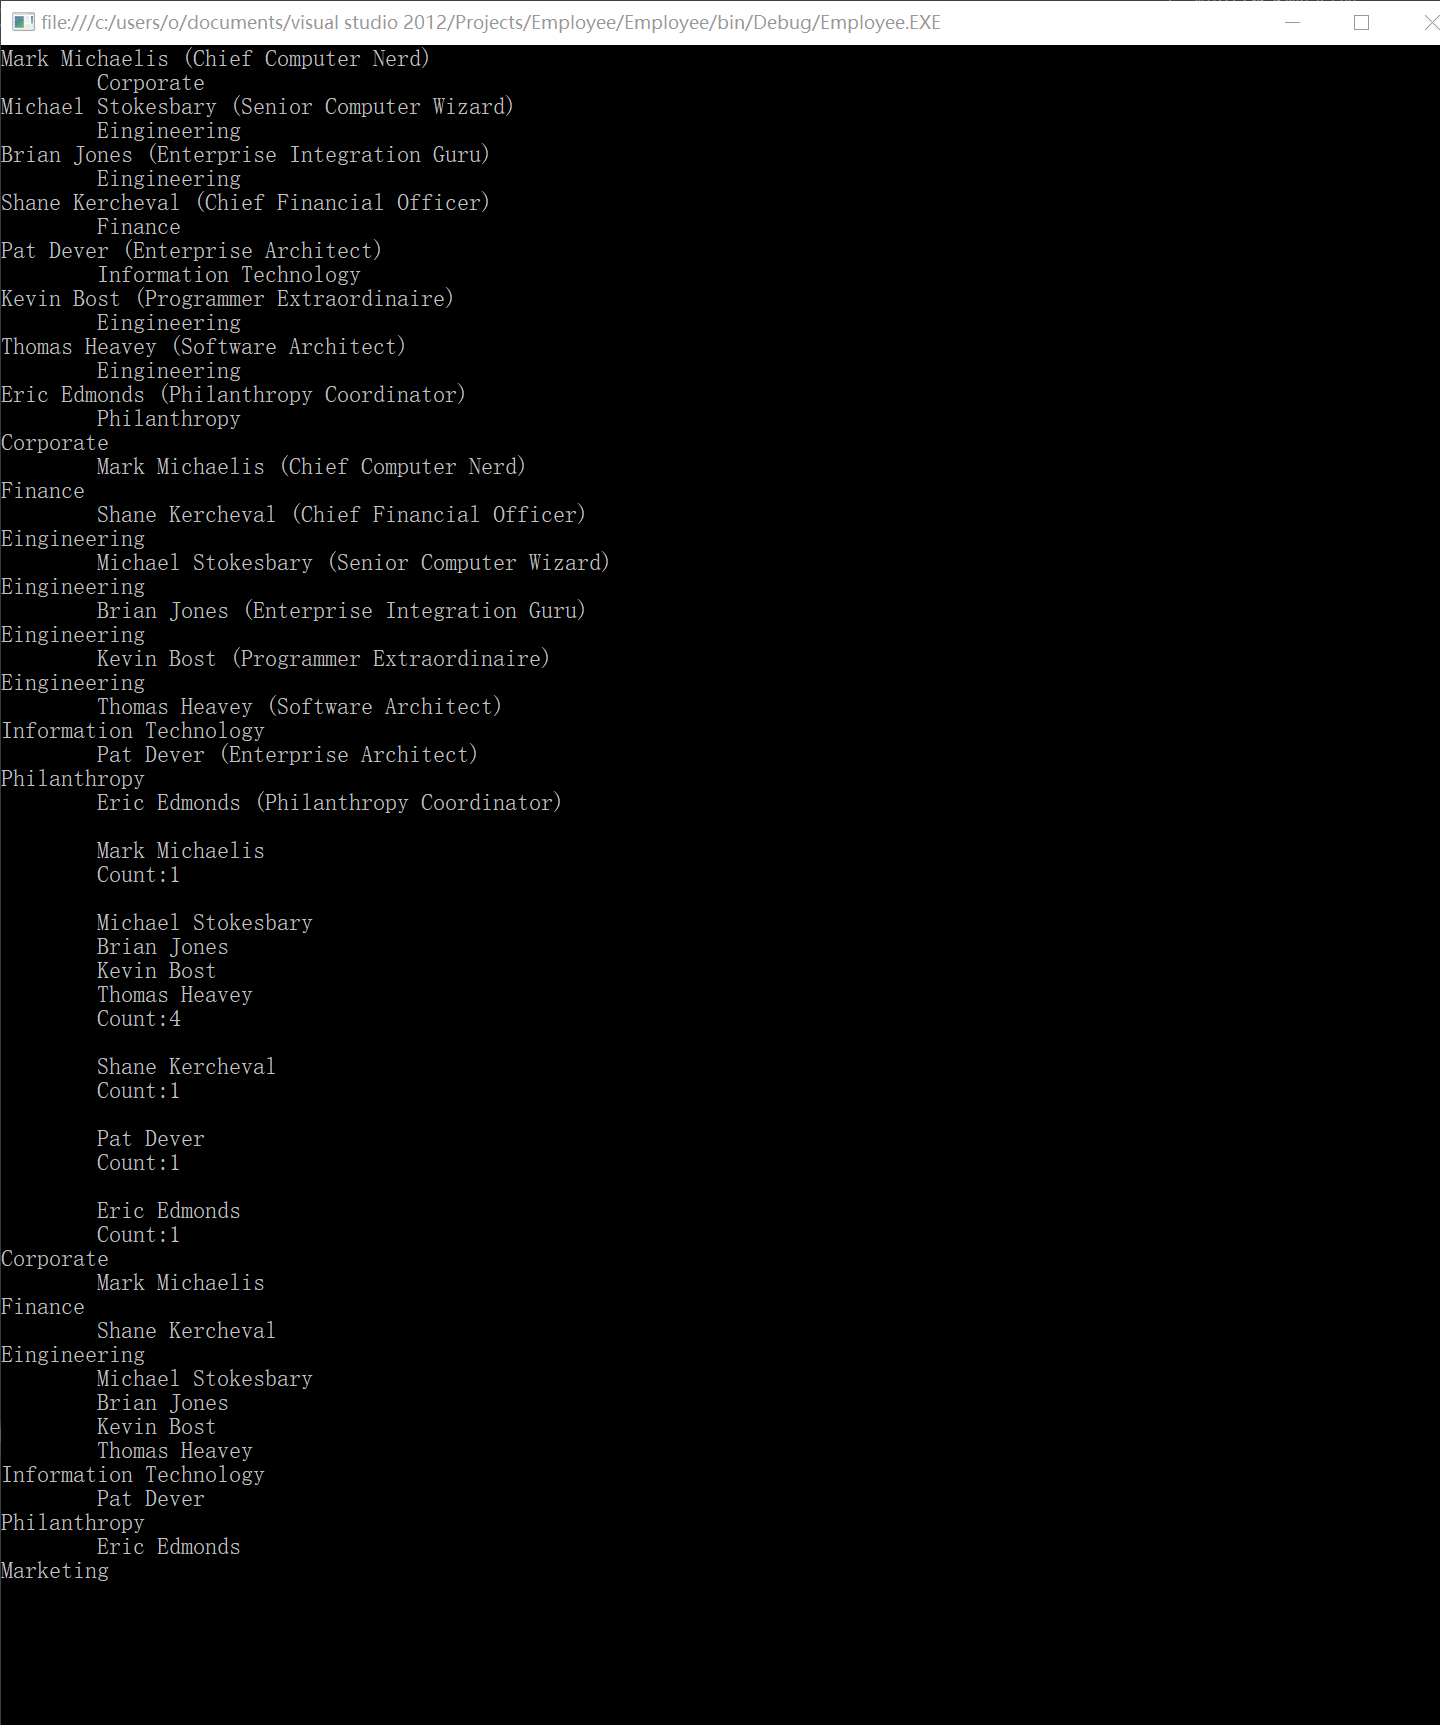 file:///c:/users/o/documents/visual studio 2012/Projects/Employee/Employee/bin/Debug/Employee.EXE
Mark Michaelis (Chief Computer Nerd)
Corporate
Michael Stokesbary (Senior Computer Wizard)
Eingineering
Brian Jones (Enterprise Integration Guru)
Eingineering
Shane Kercheval (Chief Financial Officer)
Finance
Pat Dever (Enterprise Architect)
Information Technology
Kevin Bost (Programmer Extraordinaire)
Eingineering
Thomas Heavey (Software Architect)
Eingineering
Eric Edmonds (Philanthropy Coordinator)
Philanthropy
Corporate
Mark Michaelis (Chief Computer Nerd)
Finance
Shane Kercheval (Chief Financial Officer)
Eingineering
Michael Stokesbary (Senior Computer Wizard)
Eingineering
Brian Jones (Enterprise Integration Guru)
Eingineering
Kevin Bost (Programmer Extraordinaire)
Eingineering
Thomas Heavey (Software Architect)
Information Technology
Pat Dever (Enterprise Architect)
Philanthropy
Eric Edmonds (Philanthropy Coordinator)
Mark Michaelis
Count:1
Michael Stokesbary
Brian Jones
Kevin Bost
Thomas Heavey
Count:4
Shane Kercheval
Count:1
Pat Dever
Count:1
Eric Edmonds
Count:1
Corporate
Mark Michaelis
Finance
Shane Kercheval
Eingineering
Michael Stokesbary
Brian Jones
Kevin Bost
Thomas Heavey
Information Technology
Pat Dever
Philanthropy
Eric Edmonds
Marketing